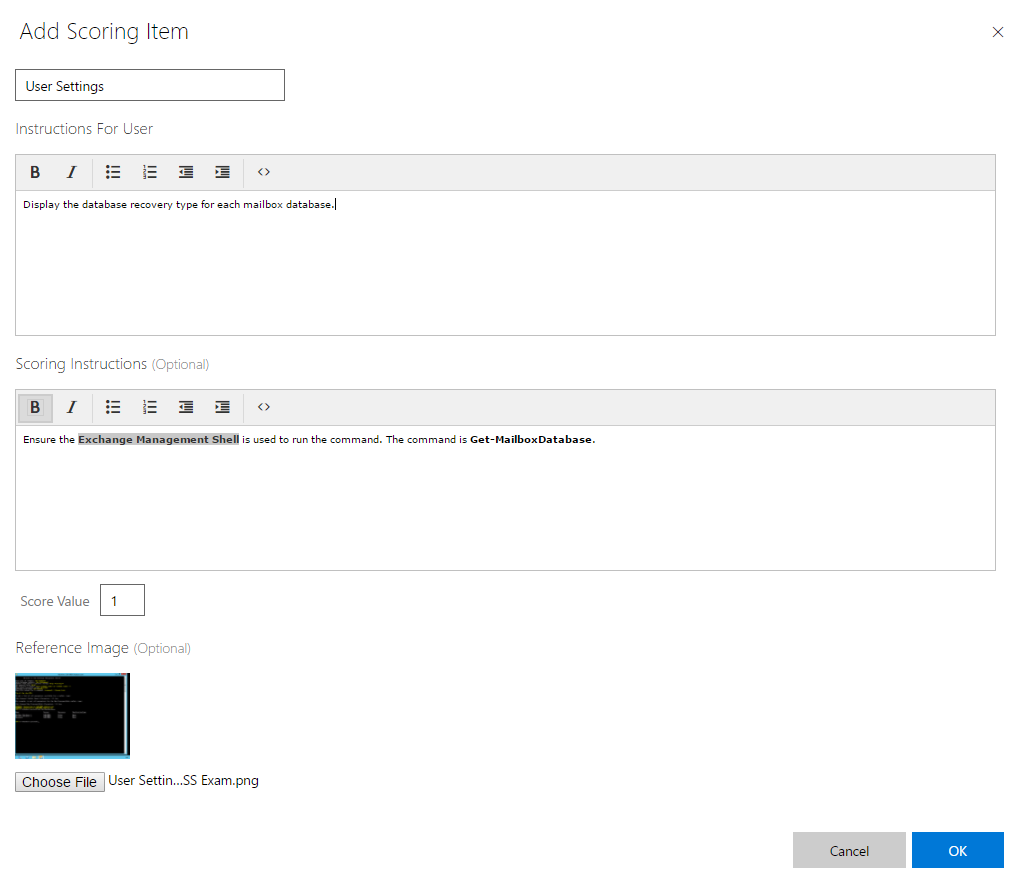 Add Scoring Item
User Settings
Instructions For User
B I
Display the database recovery type for each mailbox database.
Scoring Instructions (Optional)
B I
Ensure the Exchange Management Shell is used to run the command. The command is Get-MailboxDatabase.
Score Value 1
Reference Image (Optional)
Choose File User Settin...SS Exam.png
Cancel OK